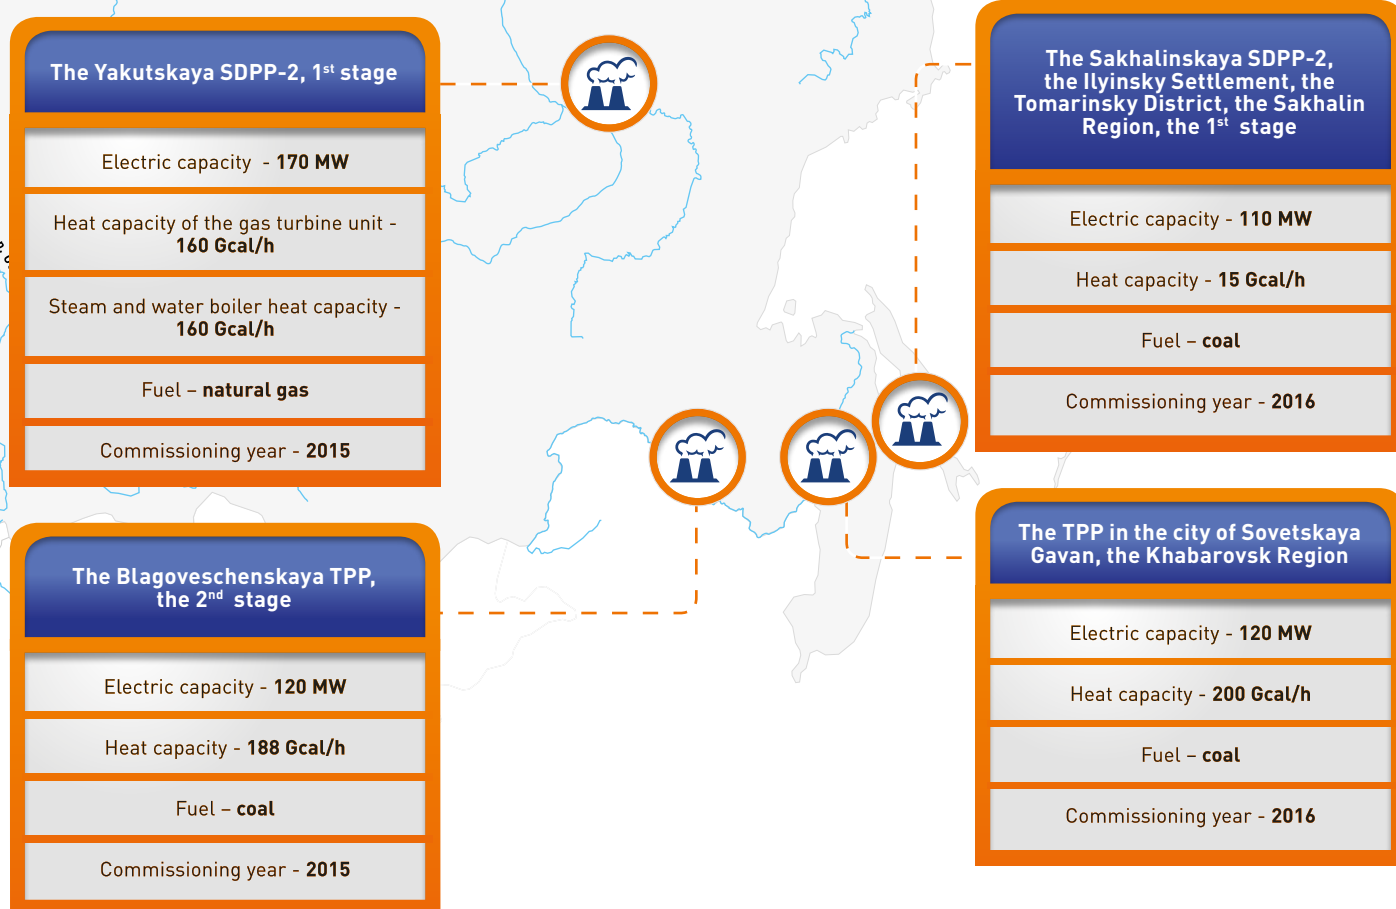 The Yakutskaya SDPP-2, 1st stage
Electric capacity - 170 MW
Heat capacity of the gas turbine unit -
160 Gcal/h
Steam and water boiler heat capacity -
160 Gcal/h
Fuel – natural gas
Commissioning year - 2015
The Blagoveschenskaya TPP,
the 2nd stage
Electric capacity - 120 MW
Heat capacity - 188 Gcal/h
Fuel – coal
Commissioning year - 2015
The Sakhalinskaya SDPP-2,
the Ilyinsky Settlement, the
Tomarinsky District, the Sakhalin
Region, the 1st stage
Electric capacity - 110 MW
Heat capacity - 15 Gcal/h
Fuel – coal
Commissioning year - 2016
The TPP in the city of Sovetskaya
Gavan, the Khabarovsk Region
Electric capacity - 120 MW
Heat capacity - 200 Gcal/h
Fuel – coal
Commissioning year - 2016